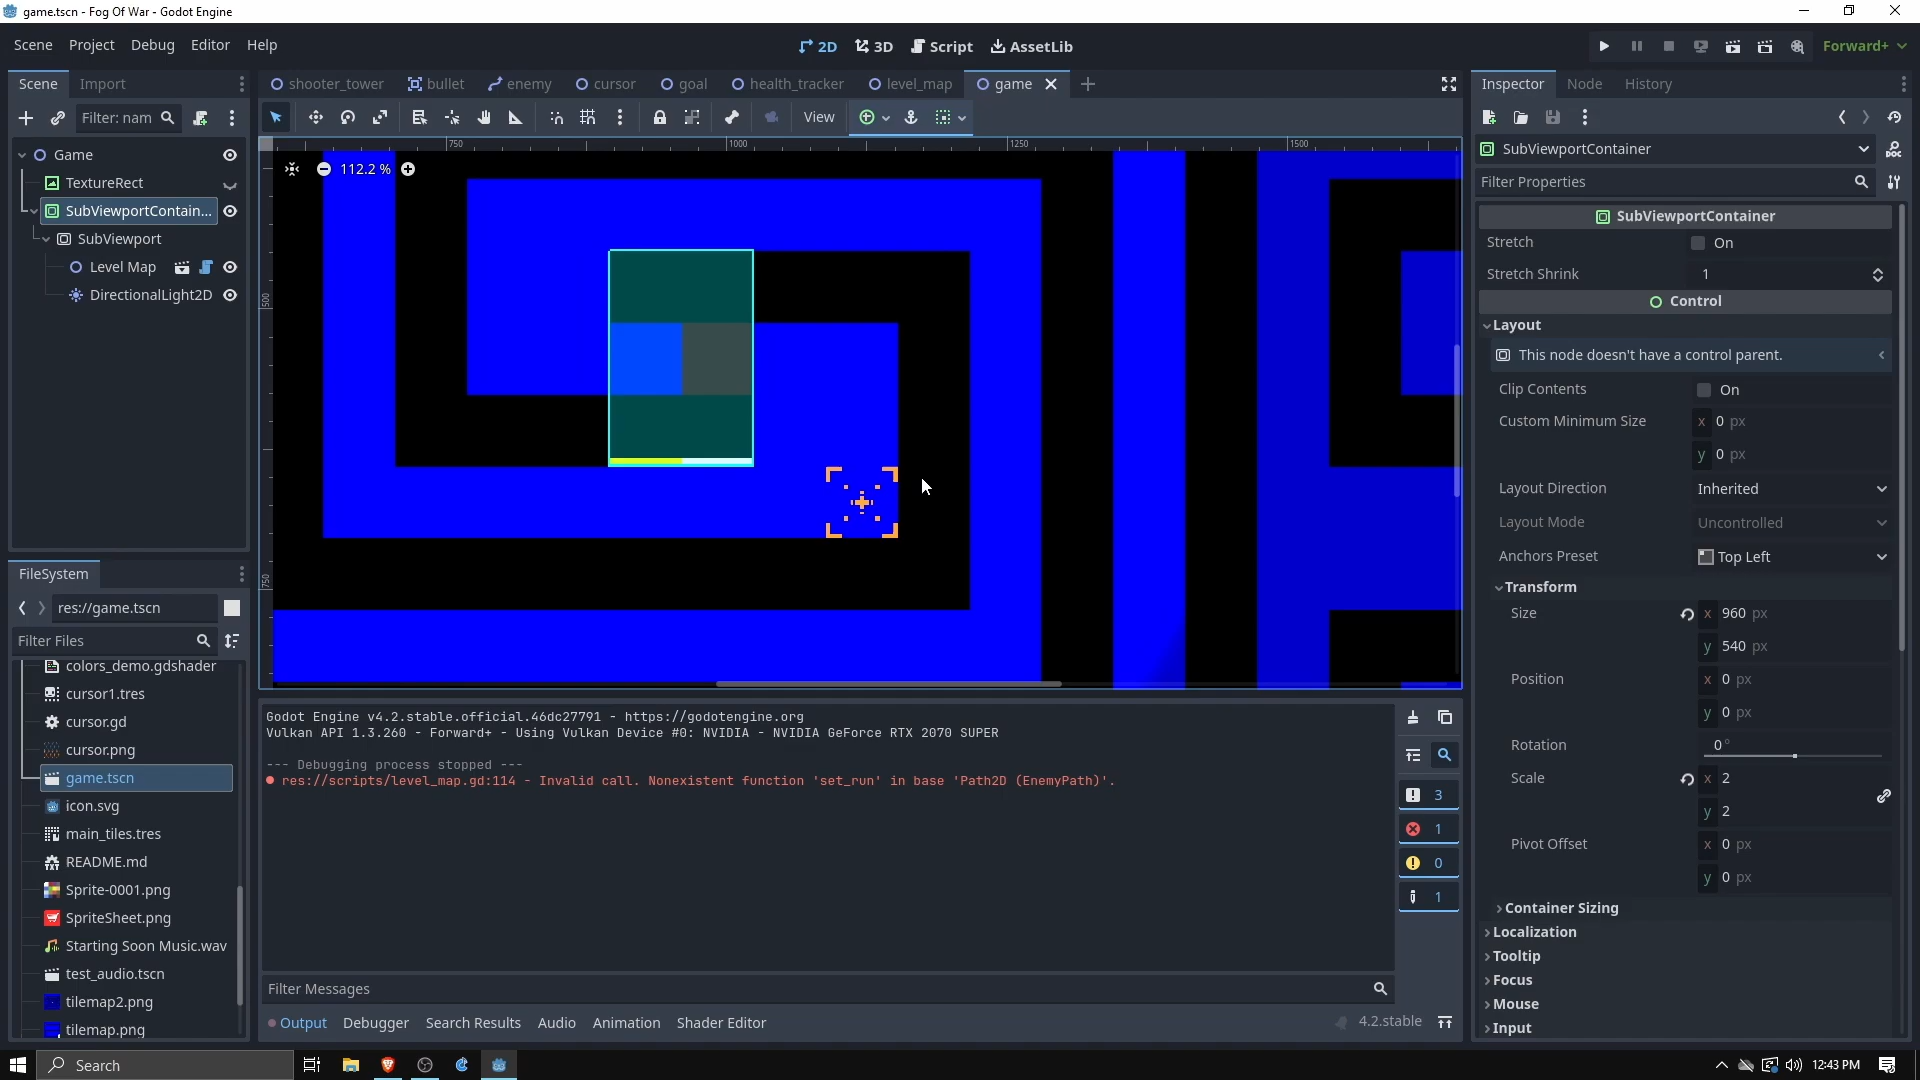 game.tscn - Fog Of War - Godot Engine
Scene Project Debug Editor Help
2D 3D Script AssetLib
Forward+
Scene Import
shooter_tower bullet enemy cursor goal health_tracker level_map game
Inspector Node History
Filter: nam
View
SubViewportContainer
Filter Properties
Game
TextureRect
SubViewportContain...
SubViewport
Level Map
DirectionalLight2D
750 1000 1250 1500
112.2 %
500
750
SubViewportContainer
Stretch On
Stretch Shrink 1
Control
Layout
This node doesn't have a control parent.
Clip Contents On
Custom Minimum Size x 0 px
y 0 px
Layout Direction Inherited
Layout Mode Uncontrolled
Anchors Preset Top Left
Transform
Size x 960 px
y 540 px
Position x 0 px
y 0 px
Rotation 0°
Scale x 2
y 2
Pivot Offset x 0 px
y 0 px
Container Sizing
Localization
Tooltip
Focus
Mouse
Input
FileSystem
res://game.tscn
Filter Files
colors_demo.gdshader
cursor1.tres
cursor.gd
cursor.png
game.tscn
icon.svg
main_tiles.tres
README.md
Sprite-0001.png
SpriteSheet.png
Starting Soon Music.wav
test_audio.tscn
tilemap2.png
tilemap.png
Godot Engine v4.2.stable.official.46dc27791 - https://godotengine.org
Vulkan API 1.3.260 - Forward+ - Using Vulkan Device #0: NVIDIA - NVIDIA GeForce RTX 2070 SUPER
--- Debugging process stopped ---
res://scripts/level_map.gd:114 - Invalid call. Nonexistent function 'set_run' in base 'Path2D (EnemyPath)'.
3
1
0
1
Filter Messages
Output Debugger Search Results Audio Animation Shader Editor
4.2.stable
Search
12:43 PM